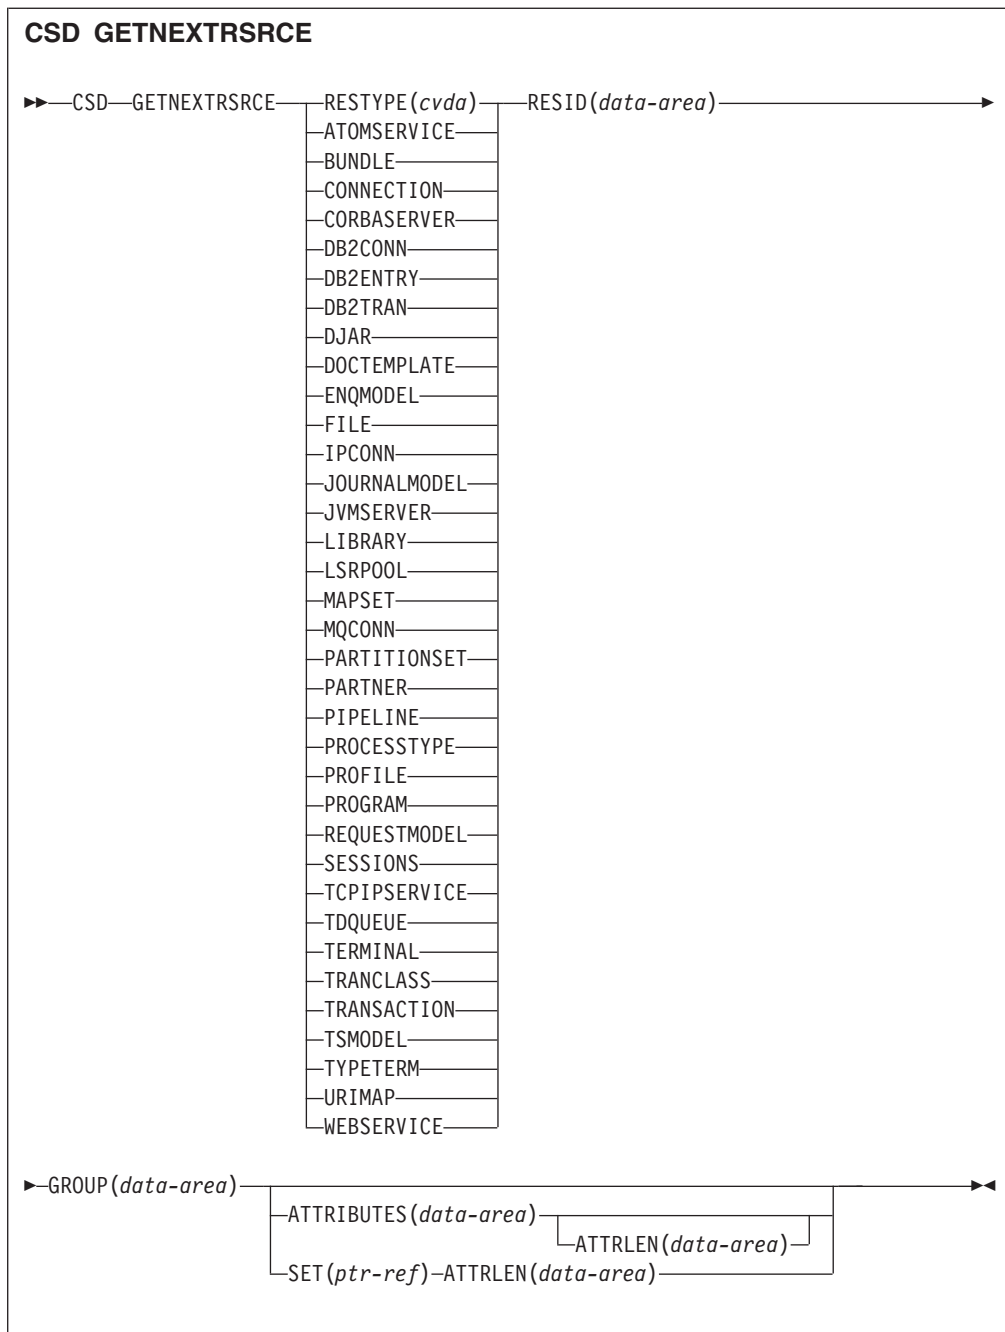 CSD GETNEXTRSRCE
CSD GETNEXTRSRCE RESTYPE(cvda) RESID(data-area)
ATOMSERVICE
BUNDLE
CONNECTION
CORBASERVER
DB2CONN
DB2ENTRY
DB2TRAN
DJAR
DOCTEMPLATE
ENQMODEL
FILE
IPCONN
JOURNALMODEL
JVMSERVER
LIBRARY
LSRPOOL
MAPSET
MQCONN
PARTITIONSET
PARTNER
PIPELINE
PROCESSTYPE
PROFILE
PROGRAM
REQUESTMODEL
SESSIONS
TCPIPSERVICE
TDQUEUE
TERMINAL
TRANCLASS
TRANSACTION
TSMODEL
TYPETERM
URIMAP
WEBSERVICE
GROUP(data-area)
ATTRIBUTES(data-area)
ATTRLEN(data-area)
SET(ptr-ref) ATTRLEN(data-area)